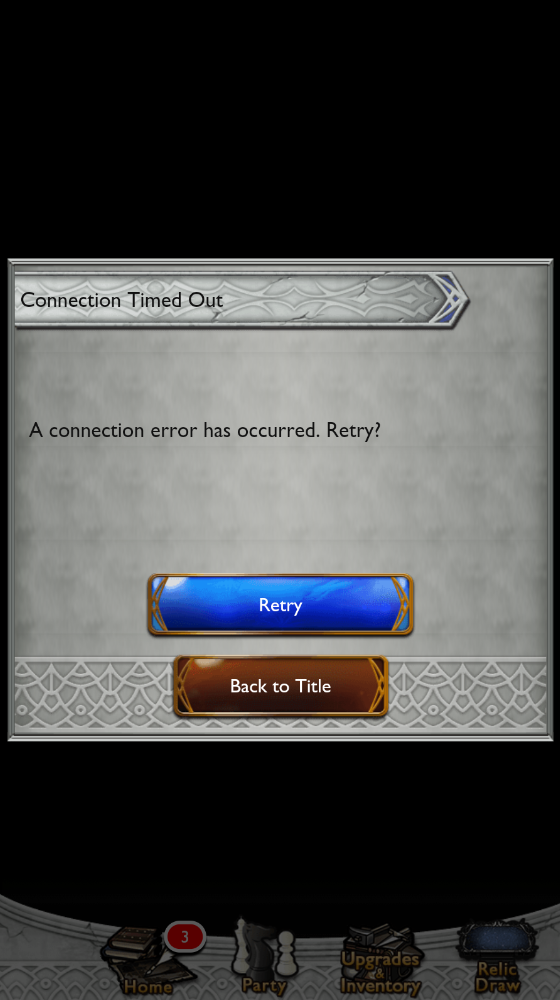 Connection Timed Out
A connection error has occurred. Retry?
Retry
Back to Title
3
Home
Party
Upgrades
&
Inventory
Relic
Draw